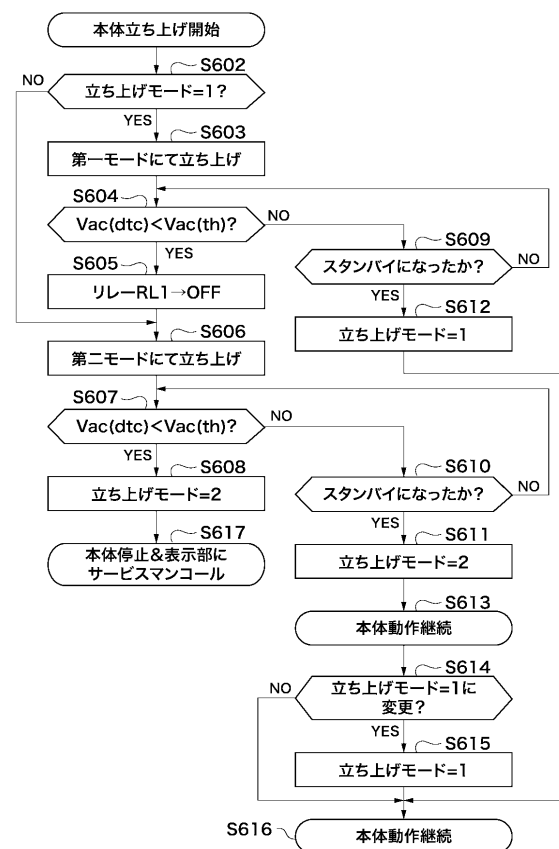 本体立ち上げ開始
S602
立ち上げモード=1?
NO
YES
S603
第一モードにて立ち上げ
S604
Vac(dtc)<Vac(th)?
NO
YES
S605
リレーRL1→OFF
S609
スタンバイになったか?
NO
YES
S612
立ち上げモード=1
S606
第二モードにて立ち上げ
S607
Vac(dtc)<Vac(th)?
NO
YES
S608
立ち上げモード=2
S617
本体停止&表示部に
サービスマンコール
S610
スタンバイになったか?
NO
YES
S611
立ち上げモード=2
S613
本体動作継続
S614
立ち上げモード=1に
変更?
NO
YES
S615
立ち上げモード=1
S616
本体動作継続